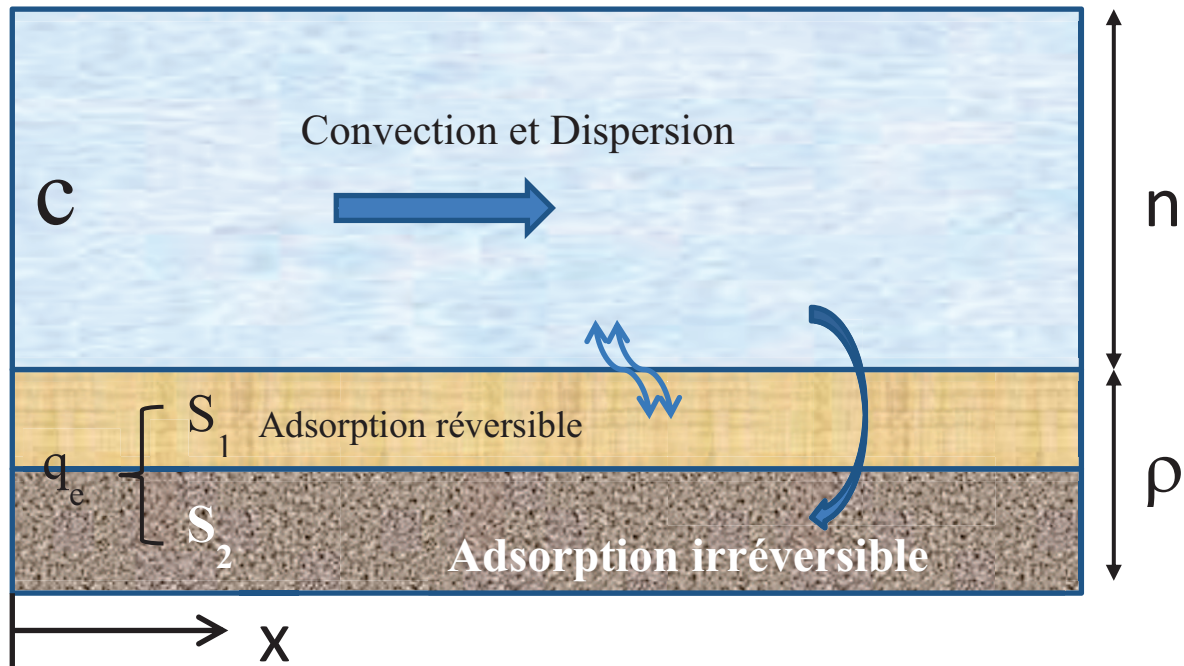 Convection et Dispersion
c
n
S1 Adsorption réversible
qe
ρ
S2
Adsorption irréversible
X